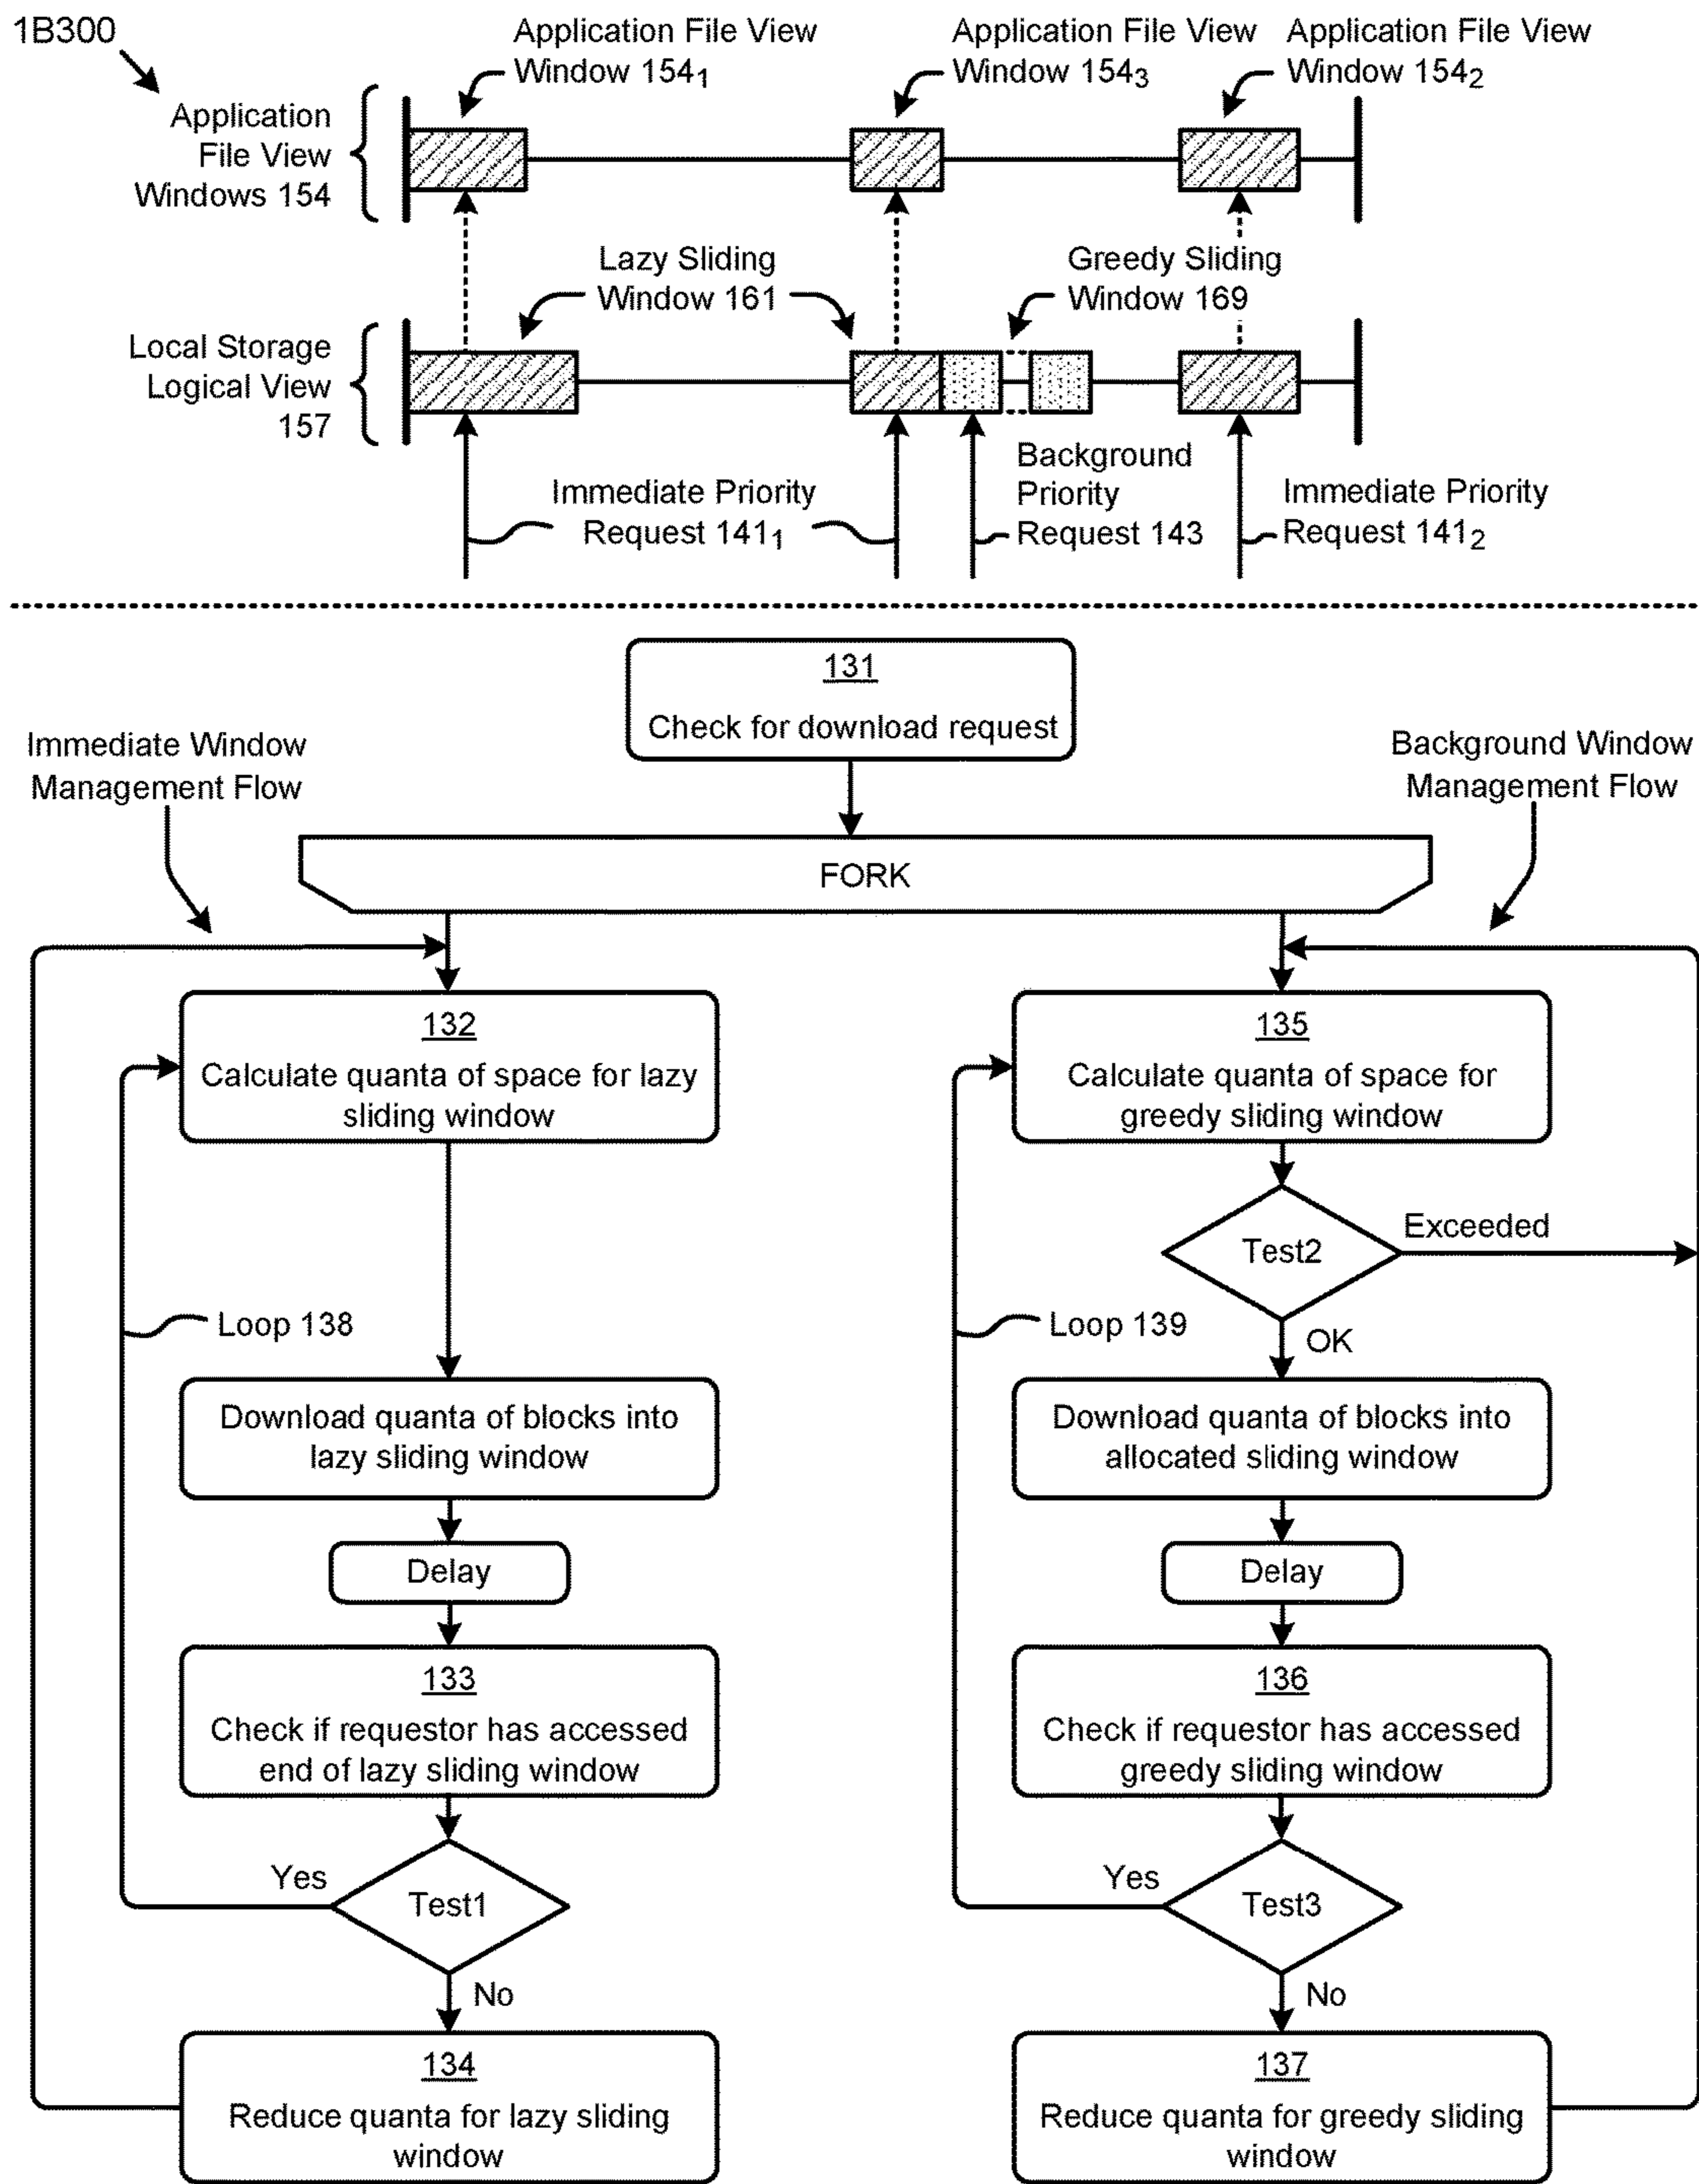 1B300
Application File View
Window 154₁
Application File View
Window 154₃
Application File View
Window 154₂
Application
File View
Windows 154
Lazy Sliding
Window 161
Greedy Sliding
Window 169
Local Storage
Logical View
157
Immediate Priority
Request 141₁
Background
Priority
Request 143
Immediate Priority
Request 141₂
131
Check for download request
Immediate Window
Management Flow
Background Window
Management Flow
FORK
132
Calculate quanta of space for lazy
sliding window
135
Calculate quanta of space for
greedy sliding window
Test2
Exceeded
Loop 138
Loop 139
OK
Download quanta of blocks into
lazy sliding window
Download quanta of blocks into
allocated sliding window
Delay
Delay
133
Check if requestor has accessed
end of lazy sliding window
136
Check if requestor has accessed
greedy sliding window
Yes
Test1
Yes
Test3
No
No
134
Reduce quanta for lazy sliding
window
137
Reduce quanta for greedy sliding
window